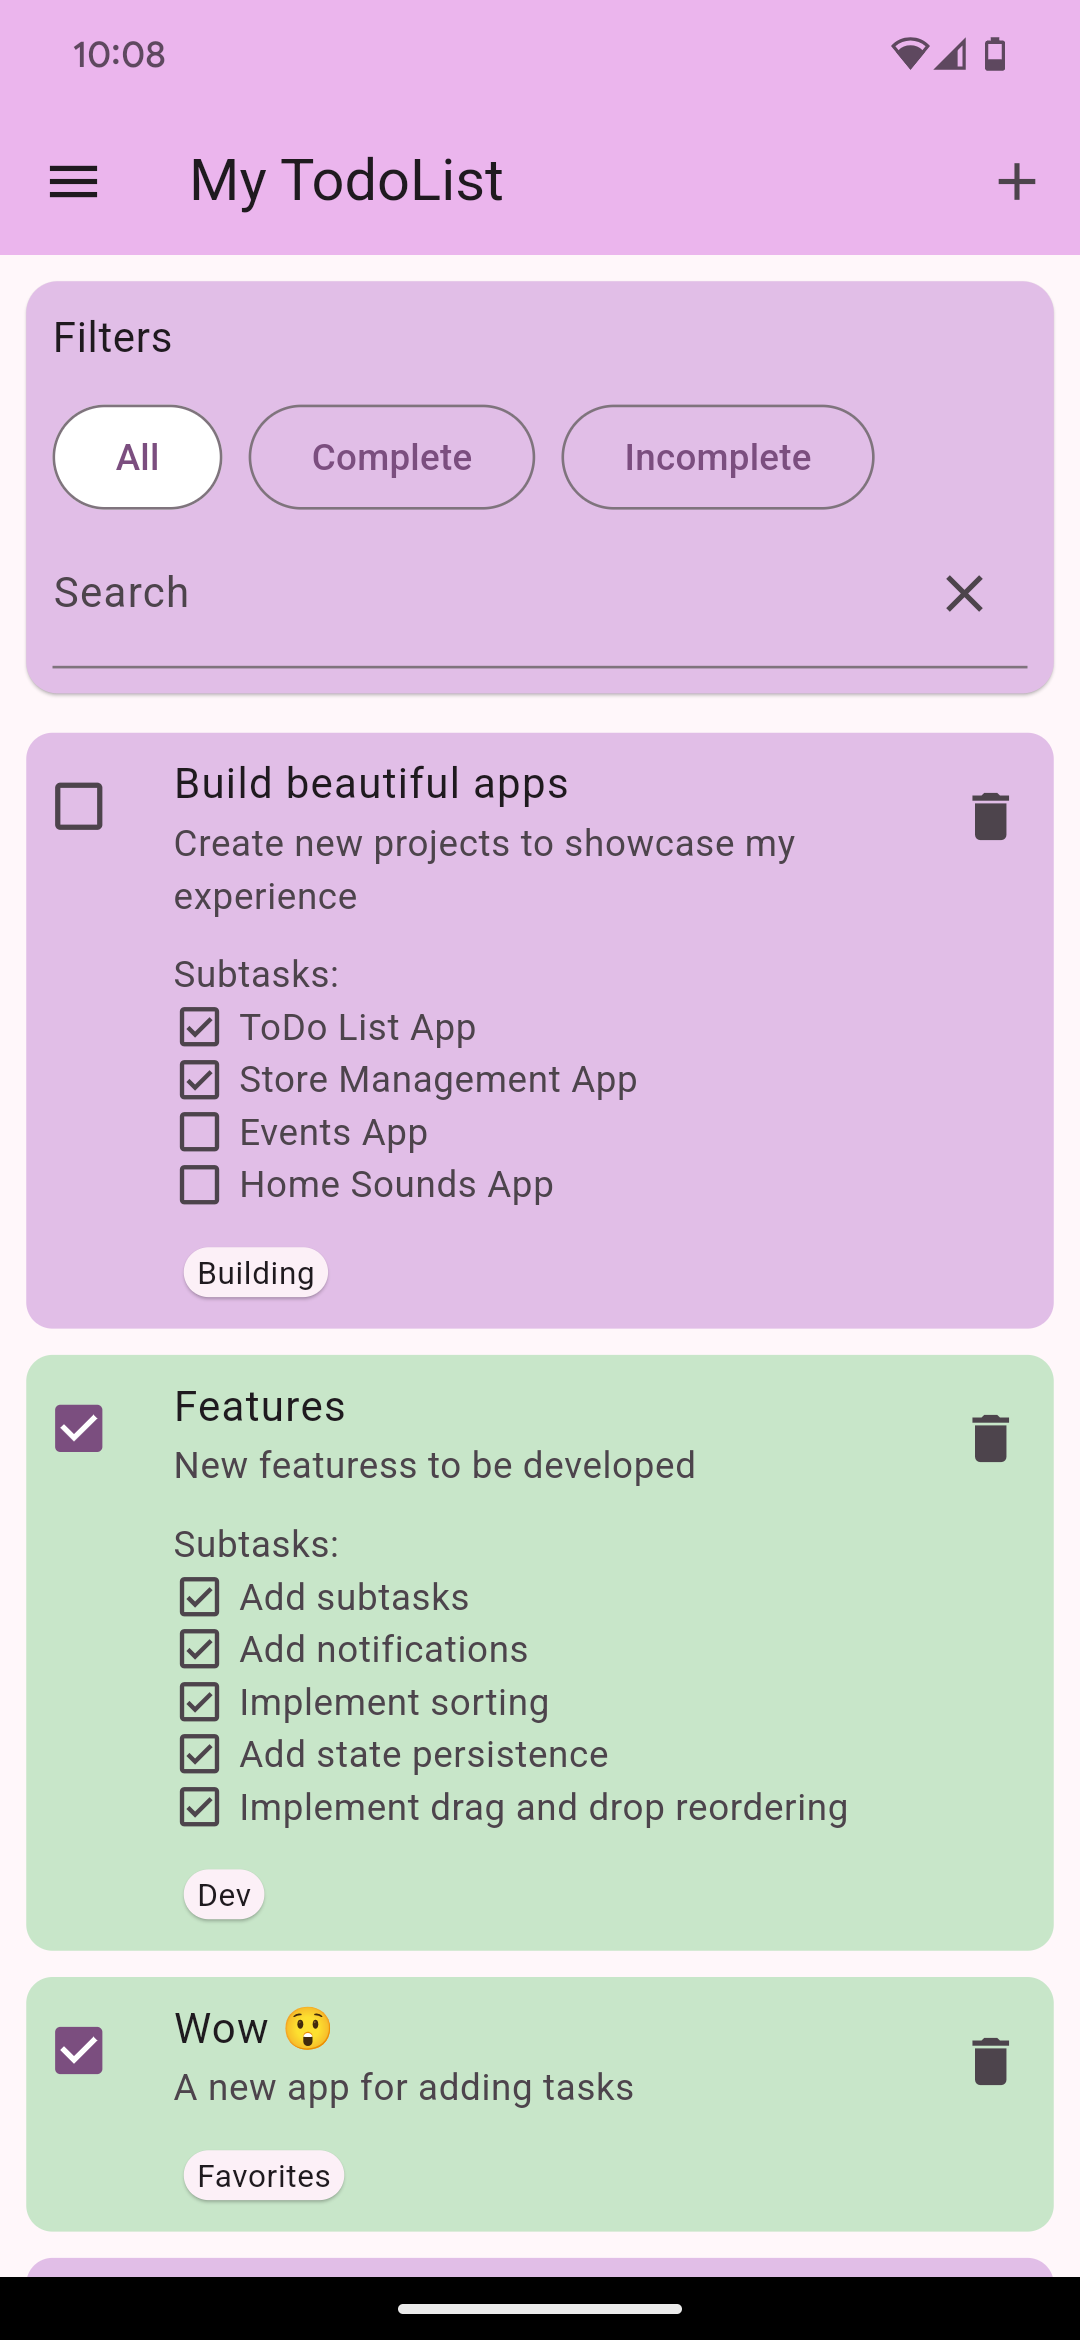 10:08
My TodoList
Filters
All Complete Incomplete
Search
Build beautiful apps
Create new projects to showcase my
experience
Subtasks:
ToDo List App
Store Management App
Events App
Home Sounds App
Building
Features
New featuress to be developed
Subtasks:
Add subtasks
Add notifications
Implement sorting
Add state persistence
Implement drag and drop reordering
Dev
Wow 😲
A new app for adding tasks
Favorites